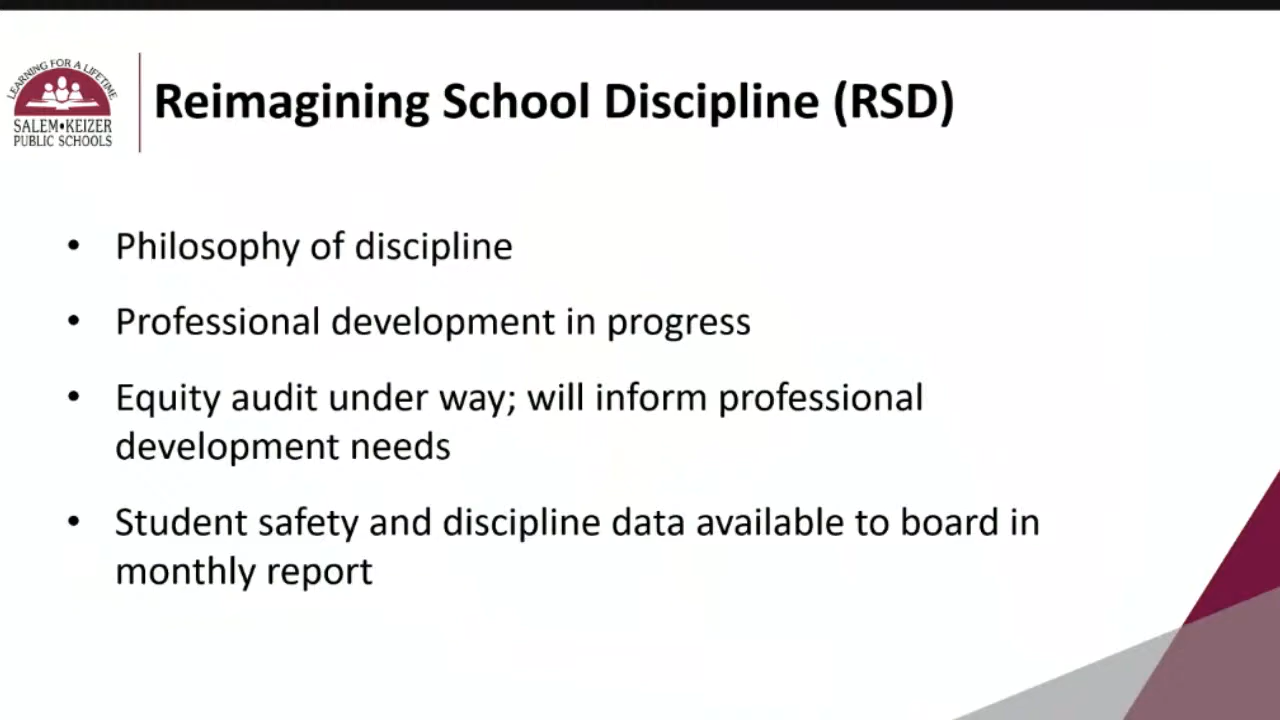 LEARNING FOR A LIFETIME
SALEM•KEIZER
PUBLIC SCHOOLS
Reimagining School Discipline (RSD)
• Philosophy of discipline
• Professional development in progress
• Equity audit under way; will inform professional
development needs
• Student safety and discipline data available to board in
monthly report